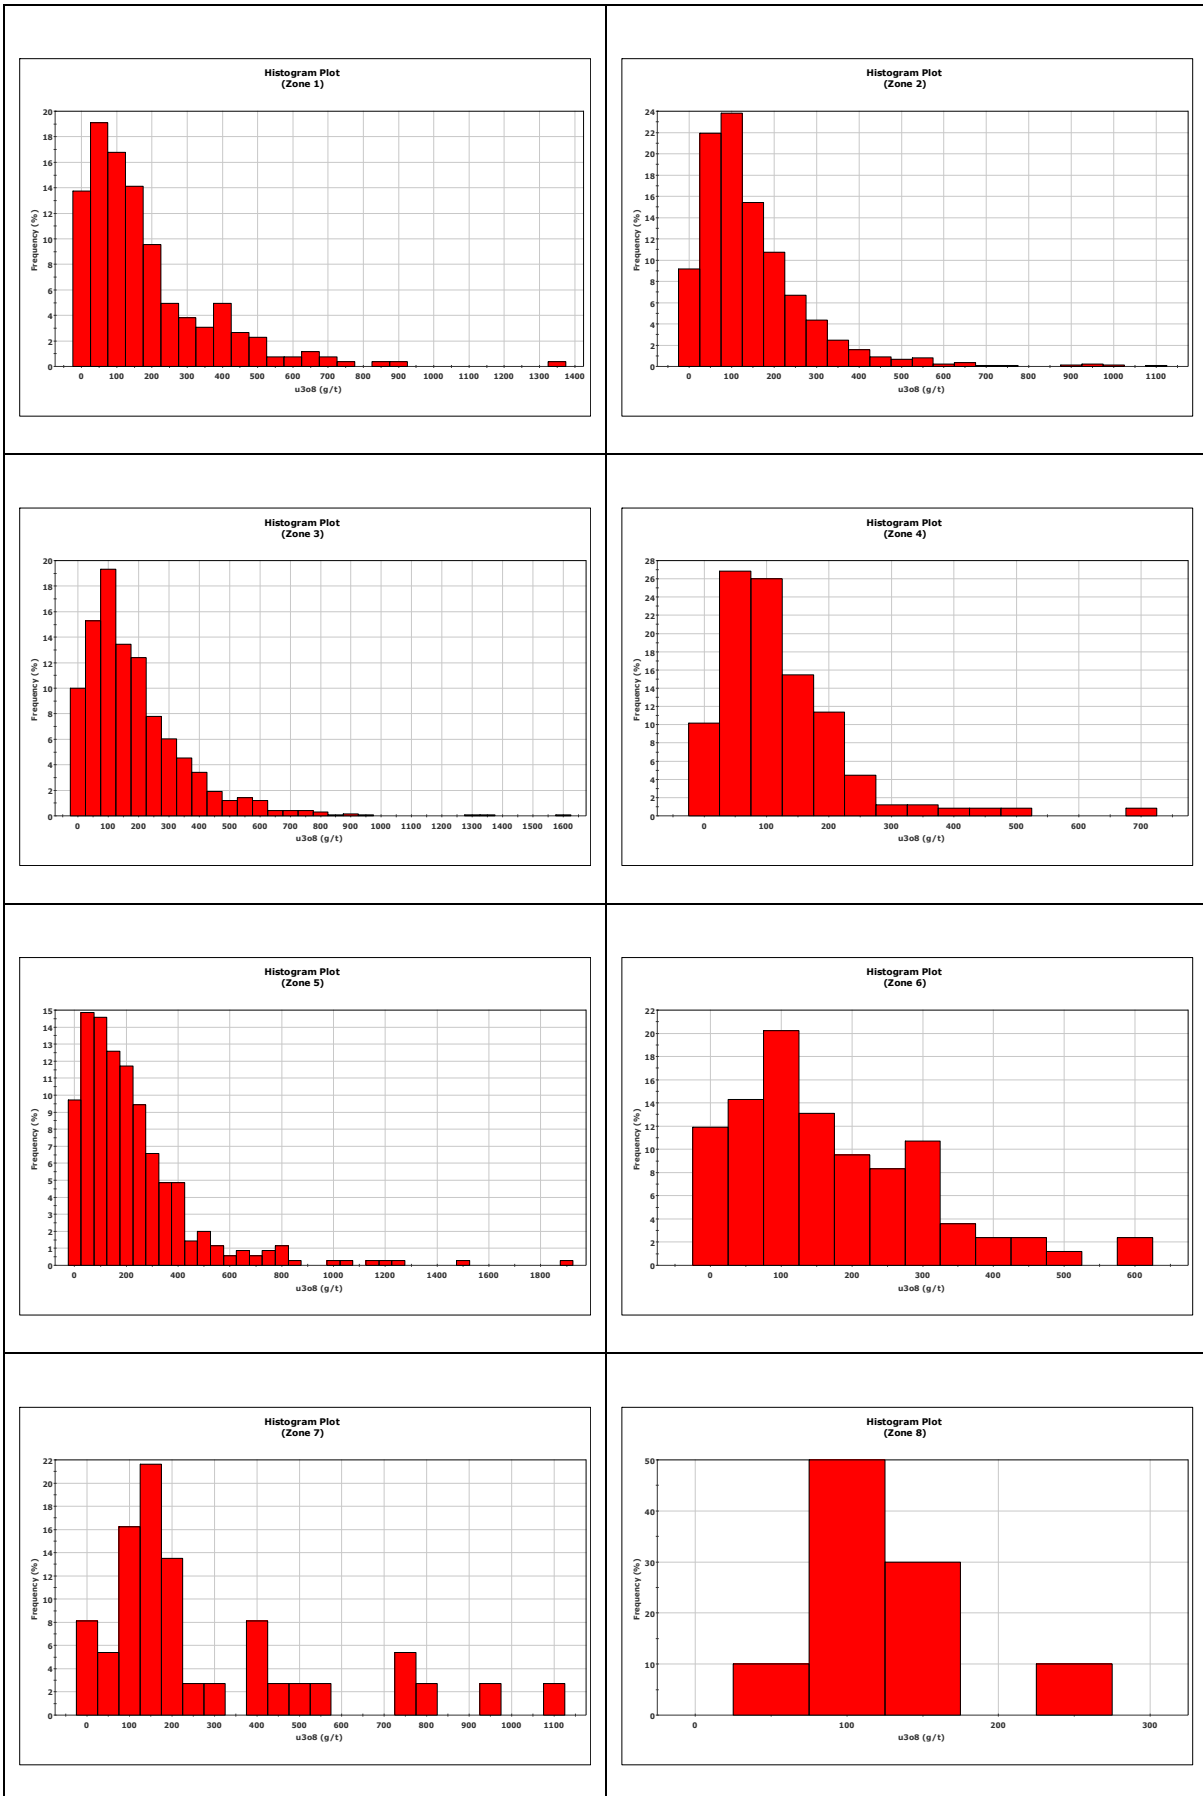 Histogram Plot
(Zone 1)
20
18
16
14
12
10
8
6
4
2
0
Frequency (%)
0 100 200 300 400 500 600 700 800 900 1000 1100 1200 1300 1400
u3o8 (g/t)
Histogram Plot
(Zone 2)
24
22
20
18
16
14
12
10
8
6
4
2
0
Frequency (%)
0 100 200 300 400 500 600 700 800 900 1000 1100
u3o8 (g/t)
Histogram Plot
(Zone 3)
20
18
16
14
12
10
8
6
4
2
0
Frequency (%)
0 100 200 300 400 500 600 700 800 900 1000 1100 1200 1300 1400 1500 1600
u3o8 (g/t)
Histogram Plot
(Zone 4)
28
26
24
22
20
18
16
14
12
10
8
6
4
2
0
Frequency (%)
0 100 200 300 400 500 600 700
u3o8 (g/t)
Histogram Plot
(Zone 5)
15
14
13
12
11
10
9
8
7
6
5
4
3
2
1
0
Frequency (%)
0 200 400 600 800 1000 1200 1400 1600 1800
u3o8 (g/t)
Histogram Plot
(Zone 6)
22
20
18
16
14
12
10
8
6
4
2
0
Frequency (%)
0 100 200 300 400 500 600
u3o8 (g/t)
Histogram Plot
(Zone 7)
22
20
18
16
14
12
10
8
6
4
2
0
Frequency (%)
0 100 200 300 400 500 600 700 800 900 1000 1100
u3o8 (g/t)
Histogram Plot
(Zone 8)
50
40
30
20
10
0
Frequency (%)
0 100 200 300
u3o8 (g/t)